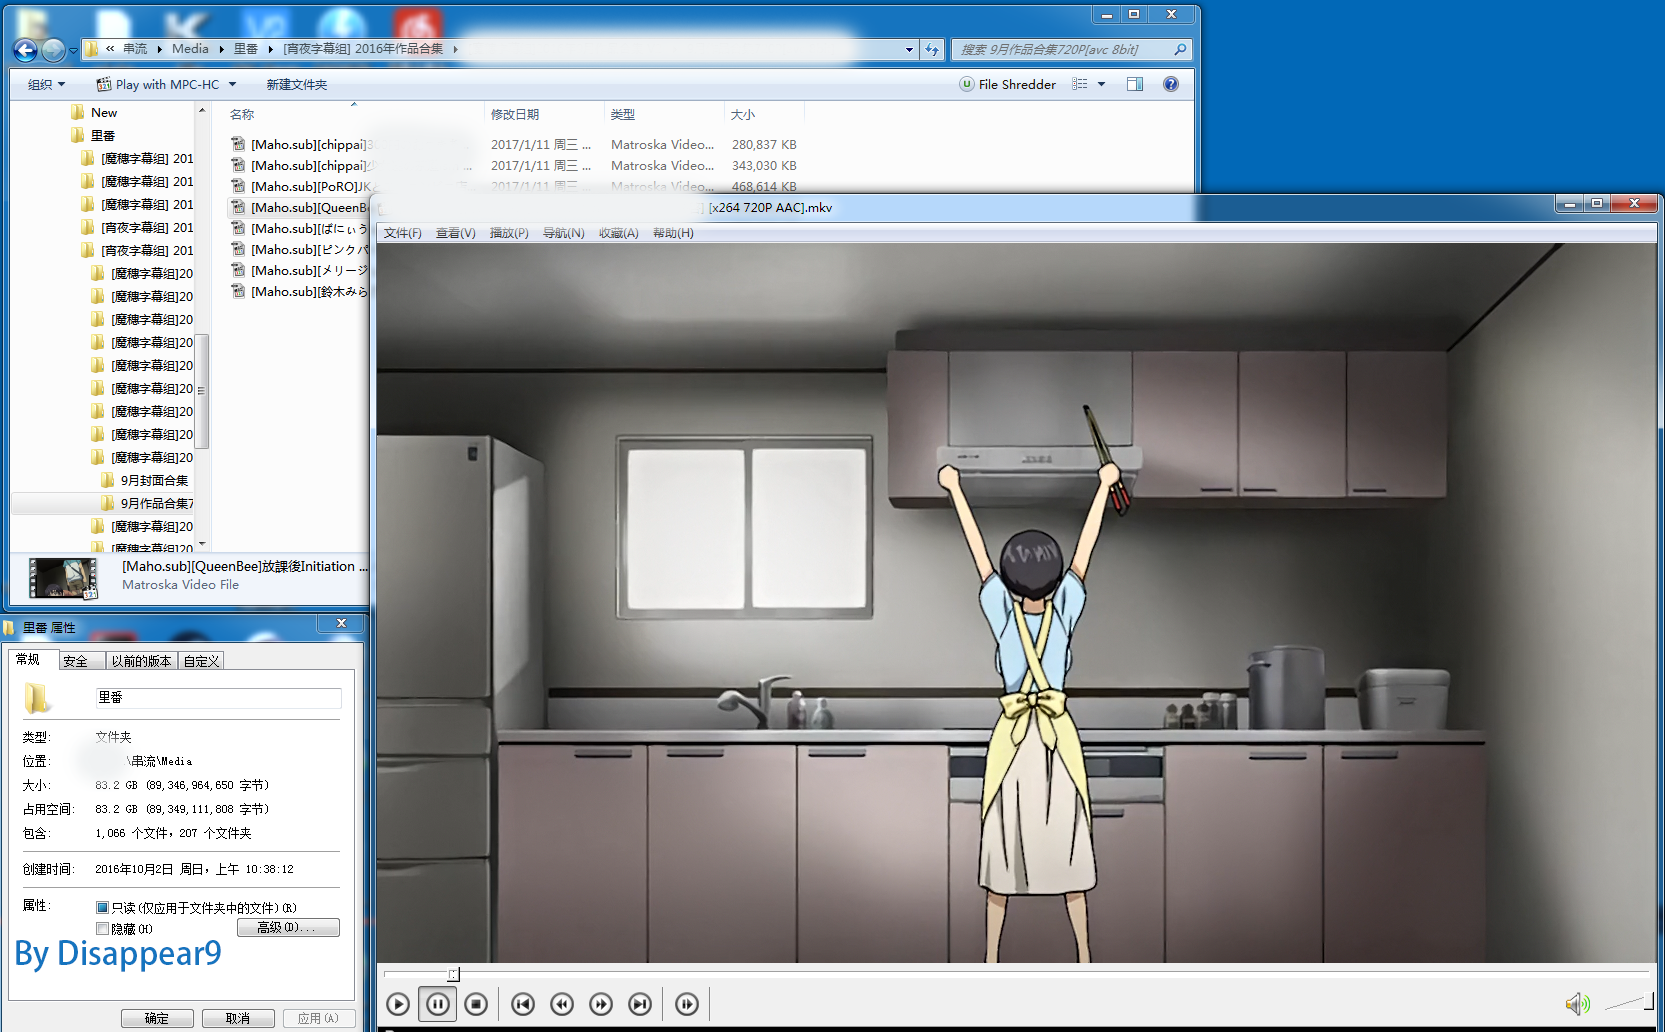 « 串流 ▸ Media ▸ 里番 ▸ [宵夜字幕组] 2016年作品合集 ▸
搜索 9月作品合集720P[avc 8bit]
组织 Play with MPC-HC 新建文件夹 File Shredder
名称 修改日期 类型 大小
New
里番
[魔穗字幕组] 201
[魔穗字幕组] 201
[魔穗字幕组] 201
[宵夜字幕组] 201
[宵夜字幕组] 201
[魔穗字幕组]20
[魔穗字幕组]20
[魔穗字幕组]20
[魔穗字幕组]20
[魔穗字幕组]20
[魔穗字幕组]20
[魔穗字幕组]20
[魔穗字幕组]20
[魔穗字幕组]20
9月封面合集
9月作品合集7
[魔穗字幕组]20
[魔穗字幕组]20
[Maho.sub][chippai]3 ... 2017/1/11 周三 ... Matroska Video... 280,837 KB
[Maho.sub][chippai]少 ... 2017/1/11 周三 ... Matroska Video... 343,030 KB
[Maho.sub][PoRO]JK 2017/1/11 周三 ... Matroska Video... 468,614 KB
[Maho.sub][QueenBe
[Maho.sub][ぱにぃう
[Maho.sub][ピンクパ
[Maho.sub][メリージ
[Maho.sub][鈴木みら
[Maho.sub][QueenBee]放課後Initiation ...
Matroska Video File
] [x264 720P AAC].mkv
文件(F) 查看(V) 播放(P) 导航(N) 收藏(A) 帮助(H)
里番 属性
常规 安全 以前的版本 自定义
里番
类型: 文件夹
位置: \串流\Media
大小: 83.2 GB (89,346,964,650 字节)
占用空间: 83.2 GB (89,349,111,808 字节)
包含: 1,066 个文件，207 个文件夹
创建时间: 2016年10月2日 周日，上午 10:38:12
属性: 只读(仅应用于文件夹中的文件)(R)
隐藏(H) 高级(D)...
By Disappear9
确定 取消 应用(A)